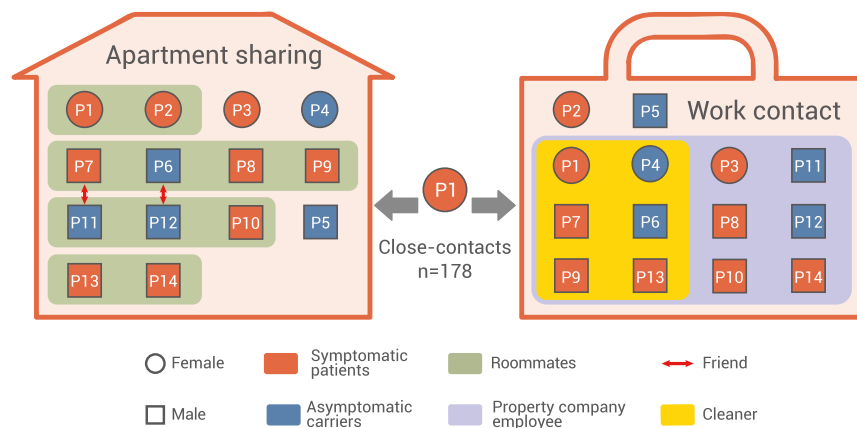 Apartment sharing
P1 P2 P3 P4
P7 P6 P8 P9
P11 P12 P10 P5
P13 P14
P1
Close-contacts
n=178
P2 P5 Work contact
P1 P4 P3 P11
P7 P6 P8 P12
P9 P13 P10 P14
Female
Symptomatic
patients
Roommates
Friend
Male
Asymptomatic
carriers
Property company
employee
Cleaner